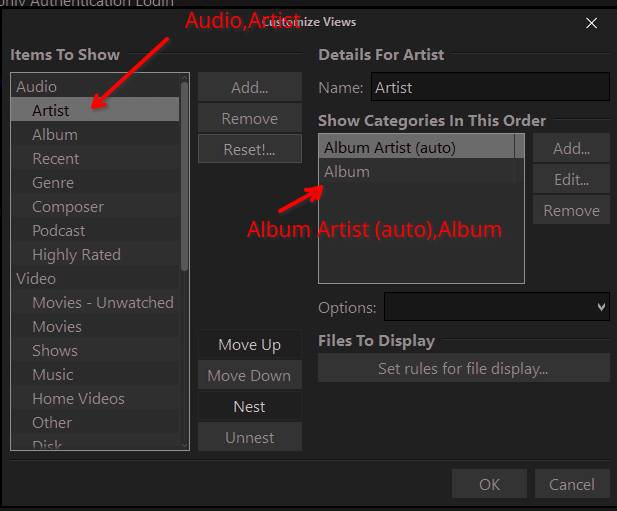 only Authentication Login
Audio,Artist
Customize Views
Items To Show
Audio
Artist
Album
Recent
Genre
Composer
Podcast
Highly Rated
Video
Movies - Unwatched
Movies
Shows
Music
Home Videos
Other
Disk
Add...
Remove
Reset!...
Move Up
Move Down
Nest
Unnest
Details For Artist
Name: Artist
Show Categories In This Order
Album Artist (auto)
Album
Album Artist (auto),Album
Add...
Edit...
Remove
Options:
Files To Display
Set rules for file display...
OK
Cancel